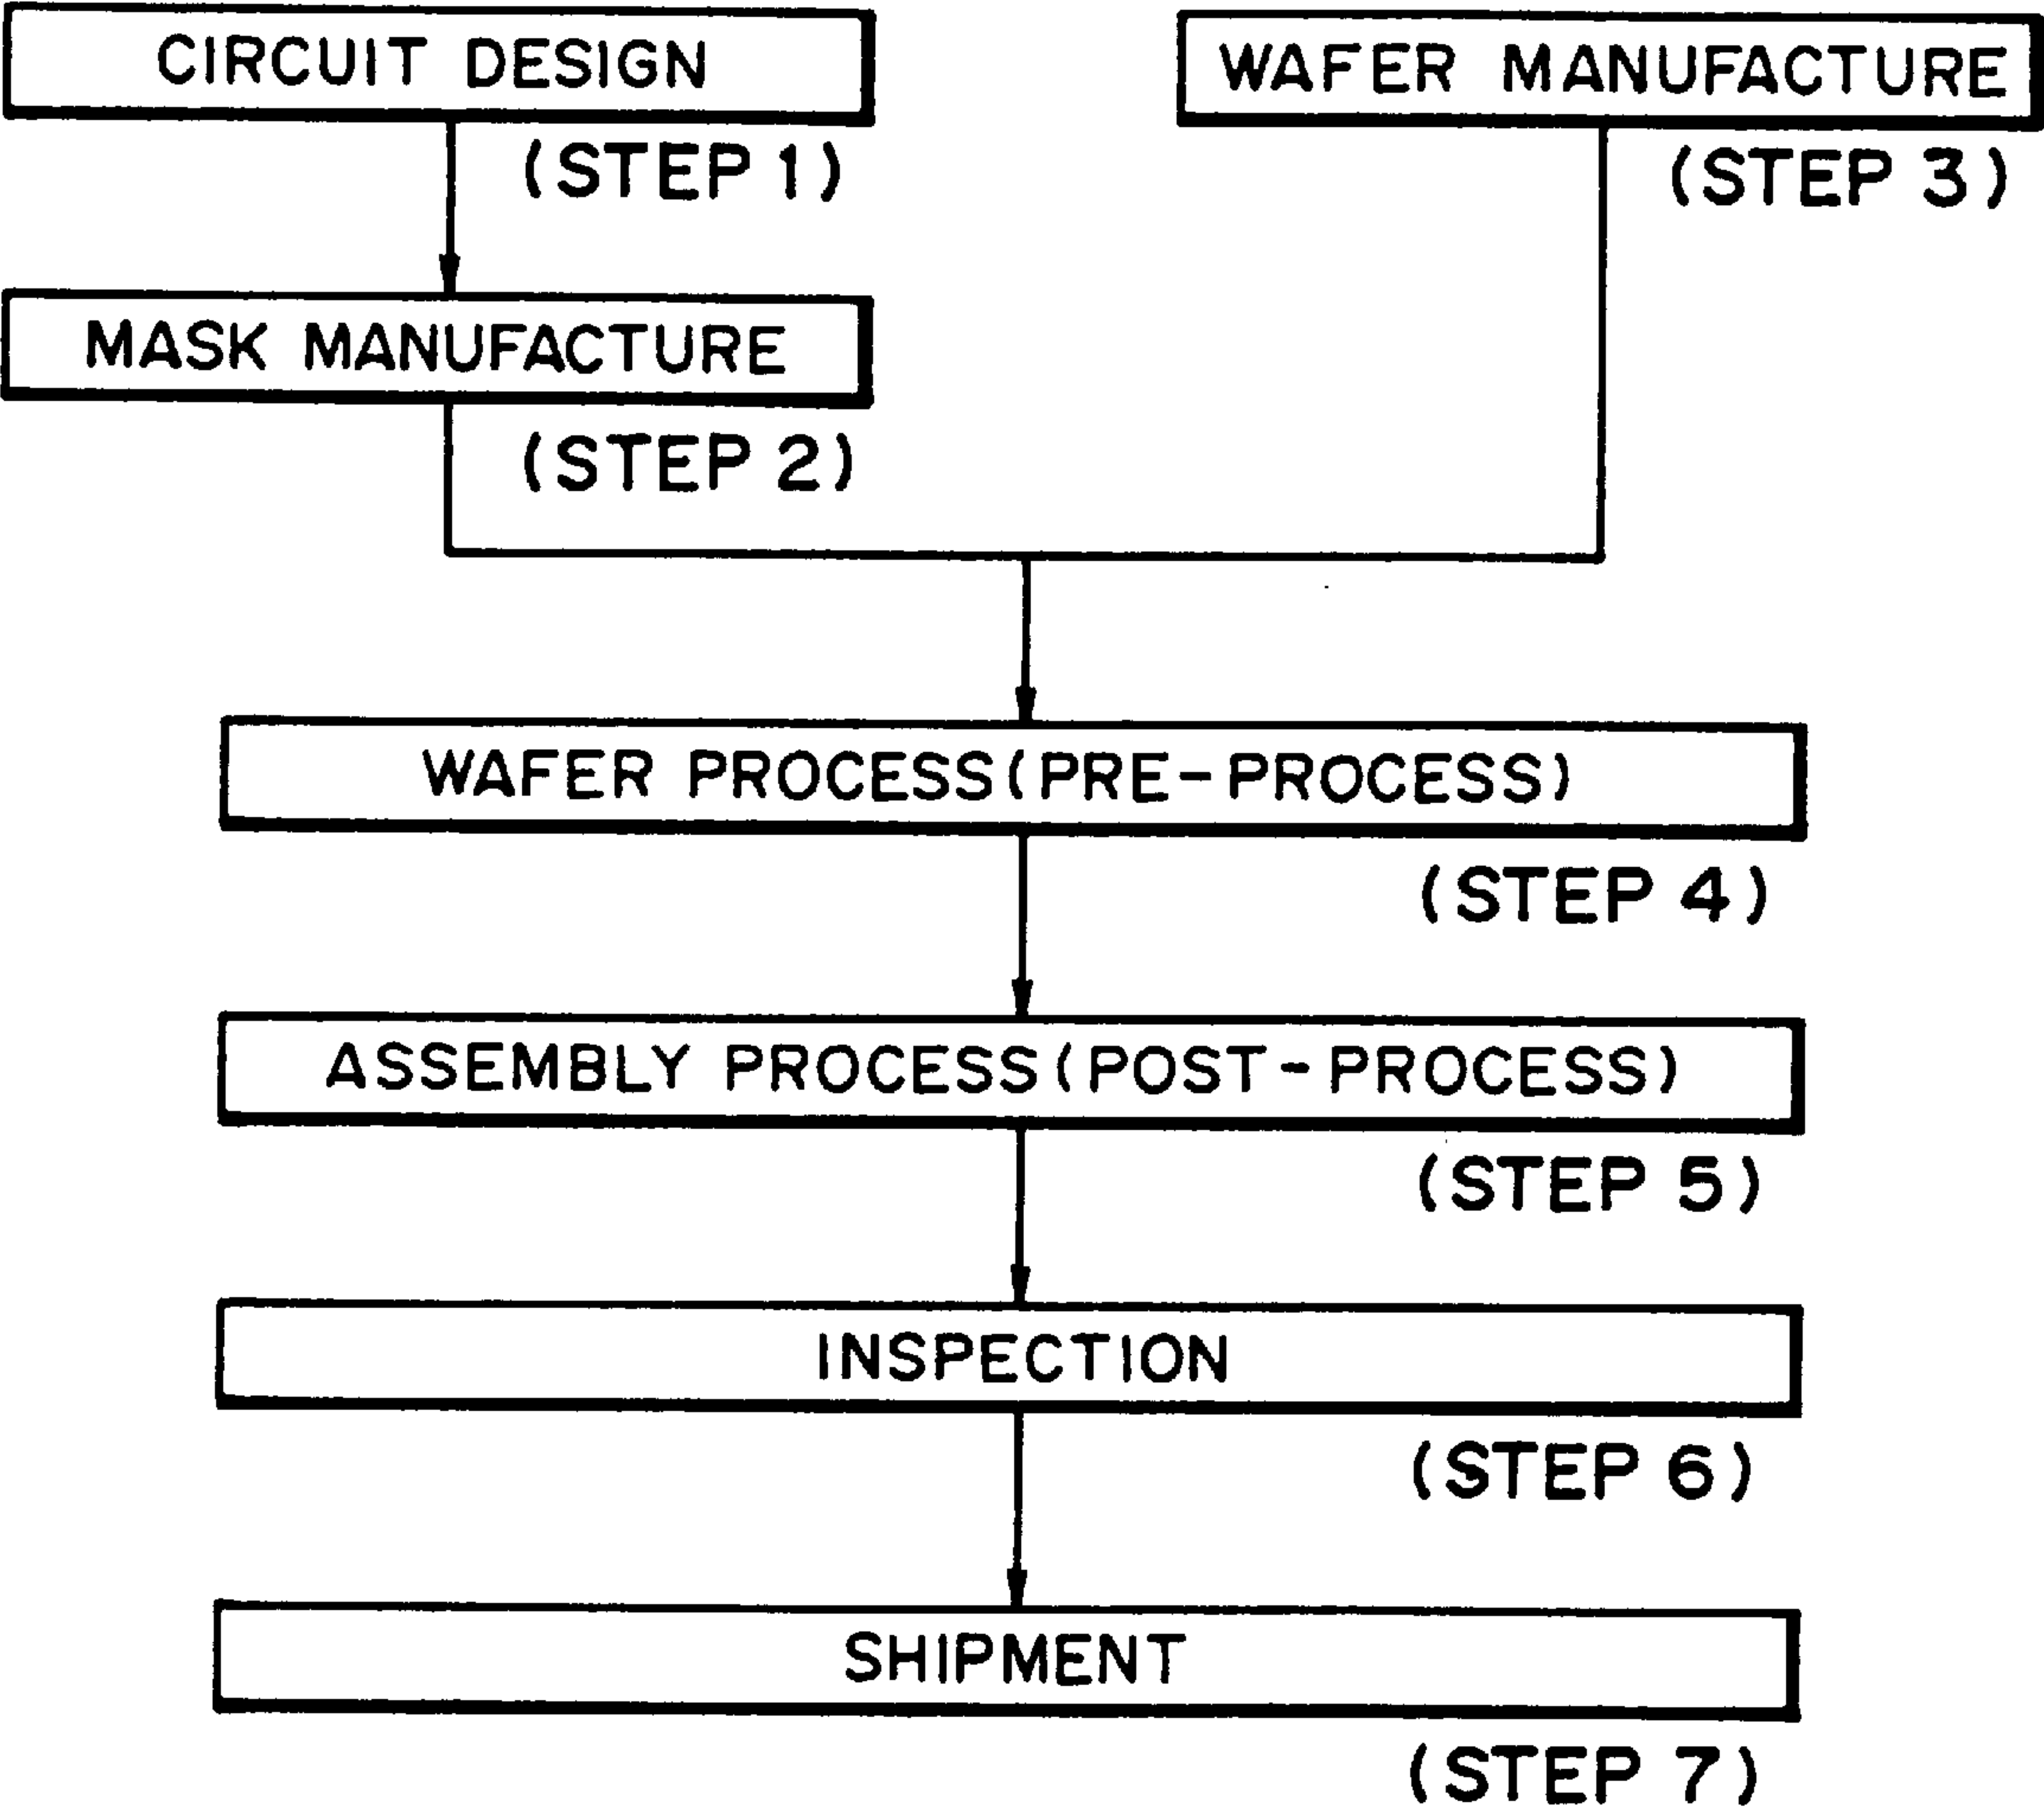 CIRCUIT DESIGN
(STEP 1)
WAFER MANUFACTURE
(STEP 3)
MASK MANUFACTURE
(STEP 2)
WAFER PROCESS(PRE-PROCESS)
(STEP 4)
ASSEMBLY PROCESS(POST-PROCESS)
(STEP 5)
INSPECTION
(STEP 6)
SHIPMENT
(STEP 7)